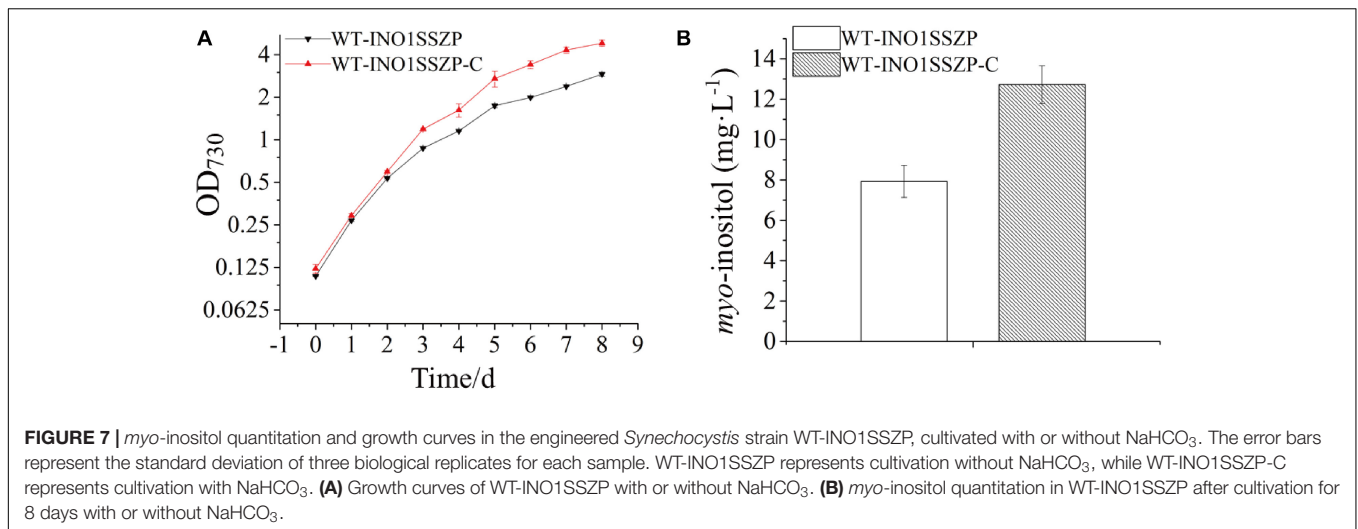 A
WT-INO1SSZP
WT-INO1SSZP-C
OD₇₃₀
4
2
1
0.5
0.25
0.125
0.0625
-1 0 1 2 3 4 5 6 7 8 9
Time/d
B
WT-INO1SSZP
WT-INO1SSZP-C
myo-inositol (mg·L⁻¹)
14
12
10
8
6
4
2
0
FIGURE 7 | myo-inositol quantitation and growth curves in the engineered Synechocystis strain WT-INO1SSZP, cultivated with or without NaHCO₃. The error bars
represent the standard deviation of three biological replicates for each sample. WT-INO1SSZP represents cultivation without NaHCO₃, while WT-INO1SSZP-C
represents cultivation with NaHCO₃. (A) Growth curves of WT-INO1SSZP with or without NaHCO₃. (B) myo-inositol quantitation in WT-INO1SSZP after cultivation for
8 days with or without NaHCO₃.